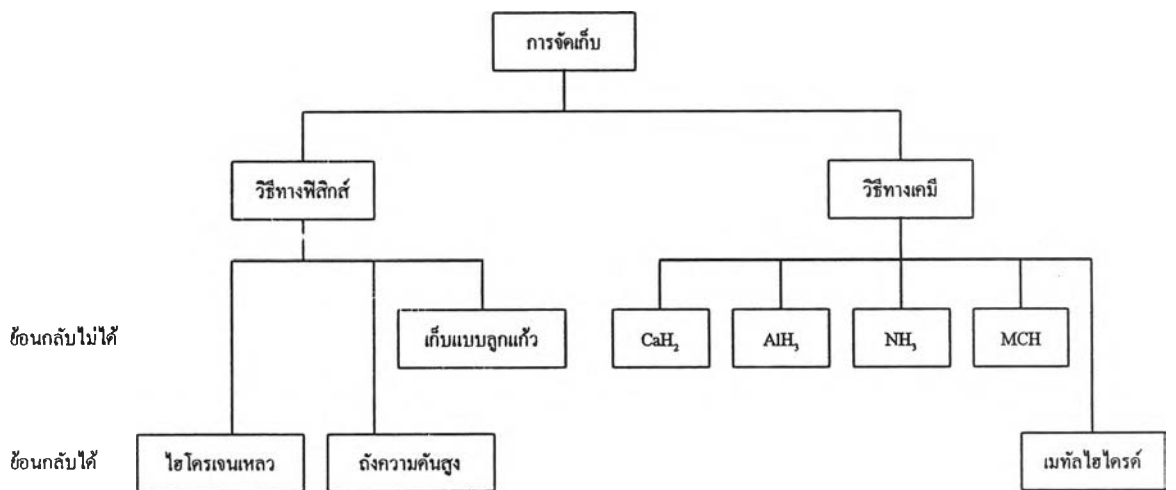 การจัดเก็บ
วิธีทางฟิสิกส์
วิธีทางเคมี
ย้อนกลับไม่ได้
เก็บแบบลูกแก้ว
CaH₂
AlH₃
NH₃
MCH
ย้อนกลับได้
ไฮโดรเจนเหลว
ถังความดันสูง
เมทัลไฮไดรด์